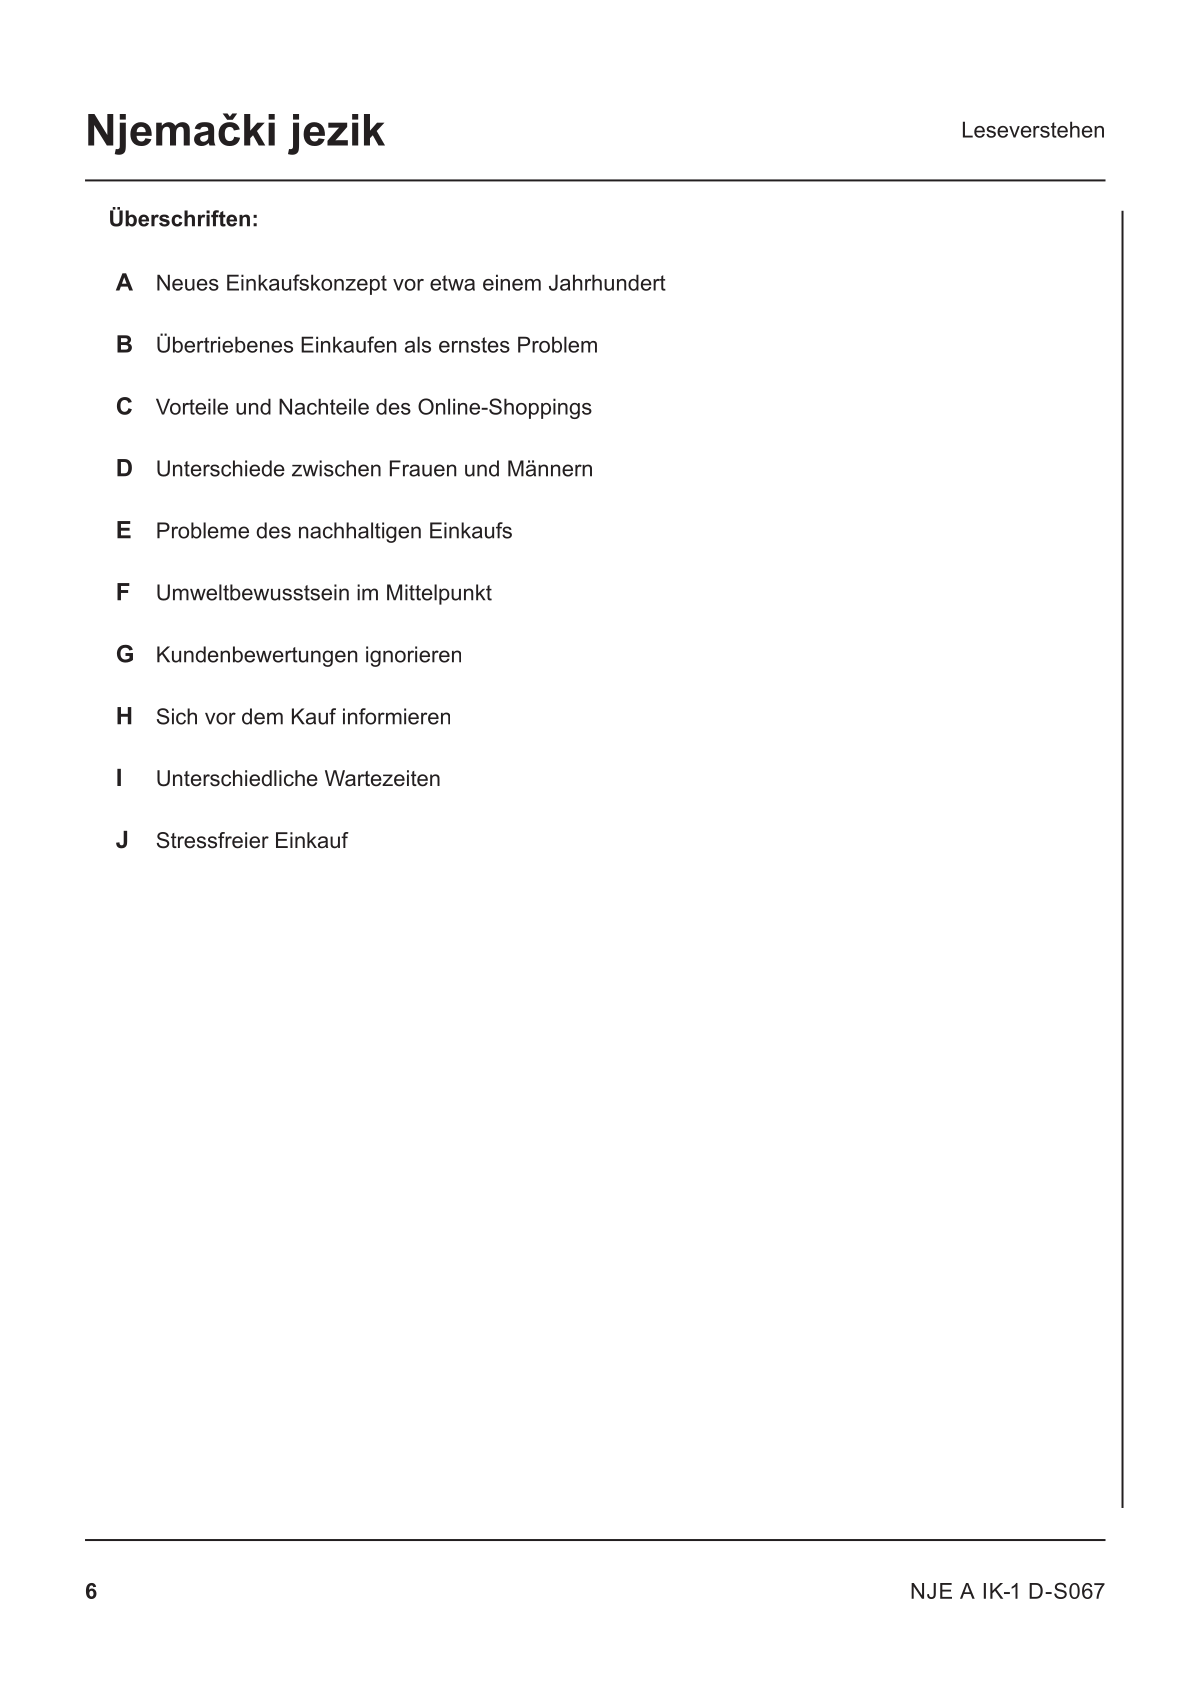 Njemački jezik
Leseverstehen
Überschriften:
A Neues Einkaufskonzept vor etwa einem Jahrhundert
B Übertriebenes Einkaufen als ernstes Problem
C Vorteile und Nachteile des Online-Shoppings
D Unterschiede zwischen Frauen und Männern
E Probleme des nachhaltigen Einkaufs
F Umweltbewusstsein im Mittelpunkt
G Kundenbewertungen ignorieren
H Sich vor dem Kauf informieren
I Unterschiedliche Wartezeiten
J Stressfreier Einkauf
6
NJE A IK-1 D-S067